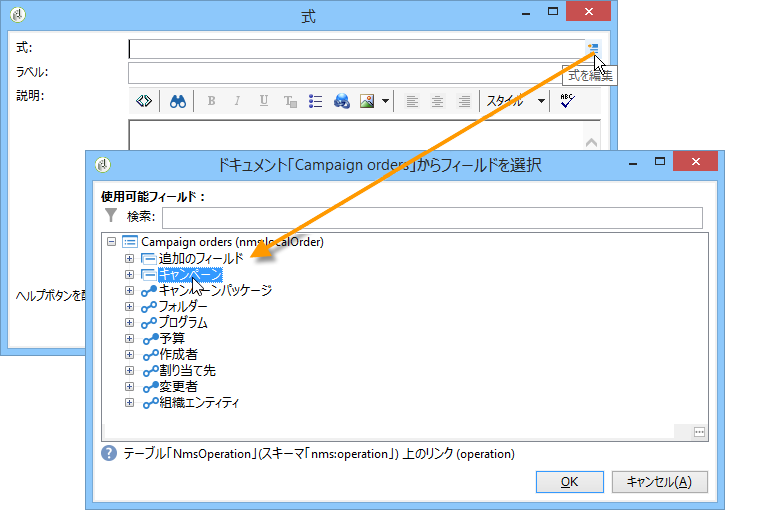 式
式:
式を編集
ラベル:
説明:
B I U T スタイル ABC
ヘルプボタンを
ドキュメント「Campaign orders」からフィールドを選択
使用可能フィールド：
検索:
Campaign orders (nms:localOrder)
追加のフィールド
キャンペーン
キャンペーンパッケージ
フォルダー
プログラム
予算
作成者
割り当て先
変更者
組織エンティティ
テーブル「NmsOperation」(スキーマ「nms:operation」) 上のリンク (operation)
OK キャンセル(A)